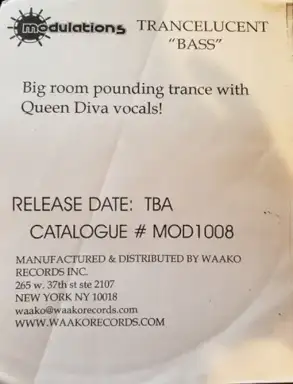 modulations TRANCELUCENT
"BASS"
Big room pounding trance with
Queen Diva vocals!
RELEASE DATE: TBA
CATALOGUE # MOD1008
MANUFACTURED & DISTRIBUTED BY WAAKO
RECORDS INC.
265 w. 37th st ste 2107
NEW YORK NY 10018
waako@waakorecords.com
WWW.WAAKORECORDS.COM